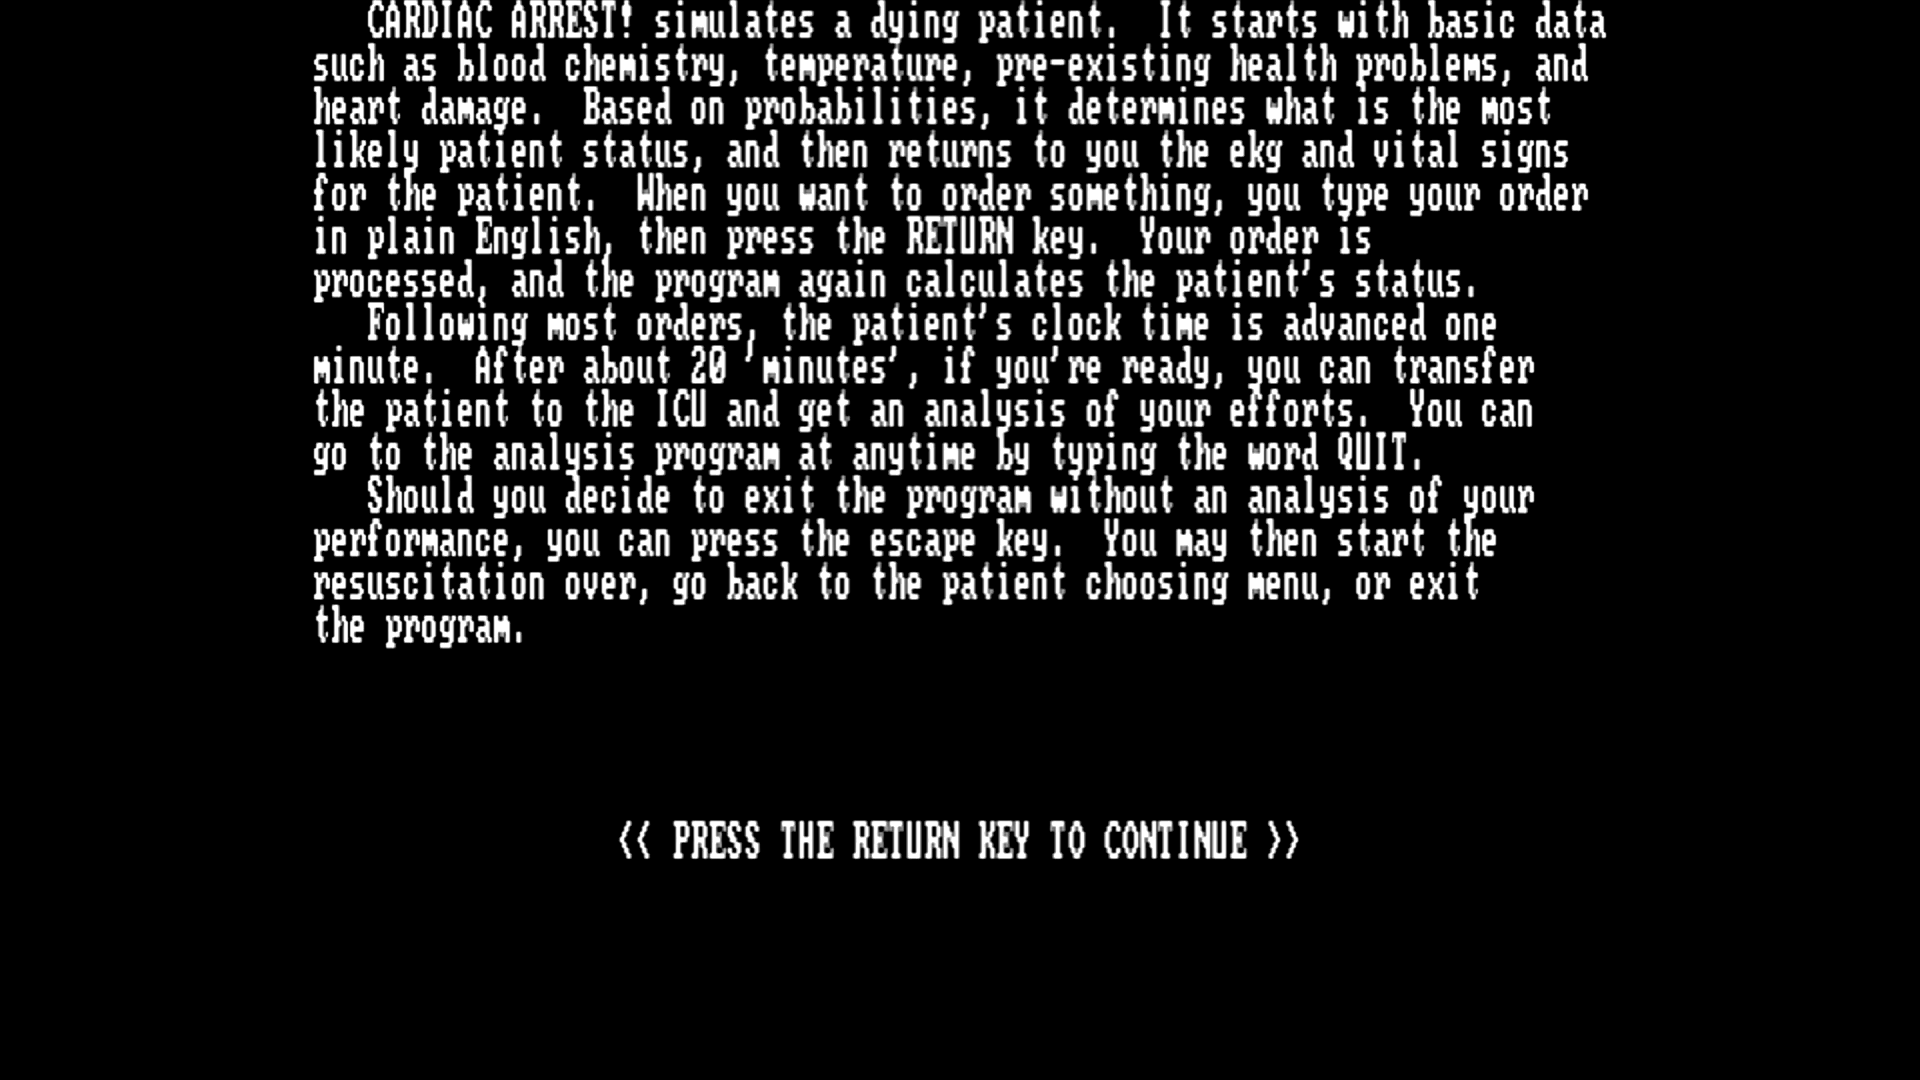 CARDIAC ARREST! simulates a dying patient.  It starts with basic data
such as blood chemistry, temperature, pre-existing health problems, and
heart damage.  Based on probabilities, it determines what is the most
likely patient status, and then returns to you the ekg and vital signs
for the patient.  When you want to order something, you type your order
in plain English, then press the RETURN key.  Your order is
processed, and the program again calculates the patient's status.
Following most orders, the patient's clock time is advanced one
minute.  After about 20 'minutes', if you're ready, you can transfer
the patient to the ICU and get an analysis of your efforts.  You can
go to the analysis program at anytime by typing the word QUIT.
Should you decide to exit the program without an analysis of your
performance, you can press the escape key.  You may then start the
resuscitation over, go back to the patient choosing menu, or exit
the program.
<< PRESS THE RETURN KEY TO CONTINUE >>